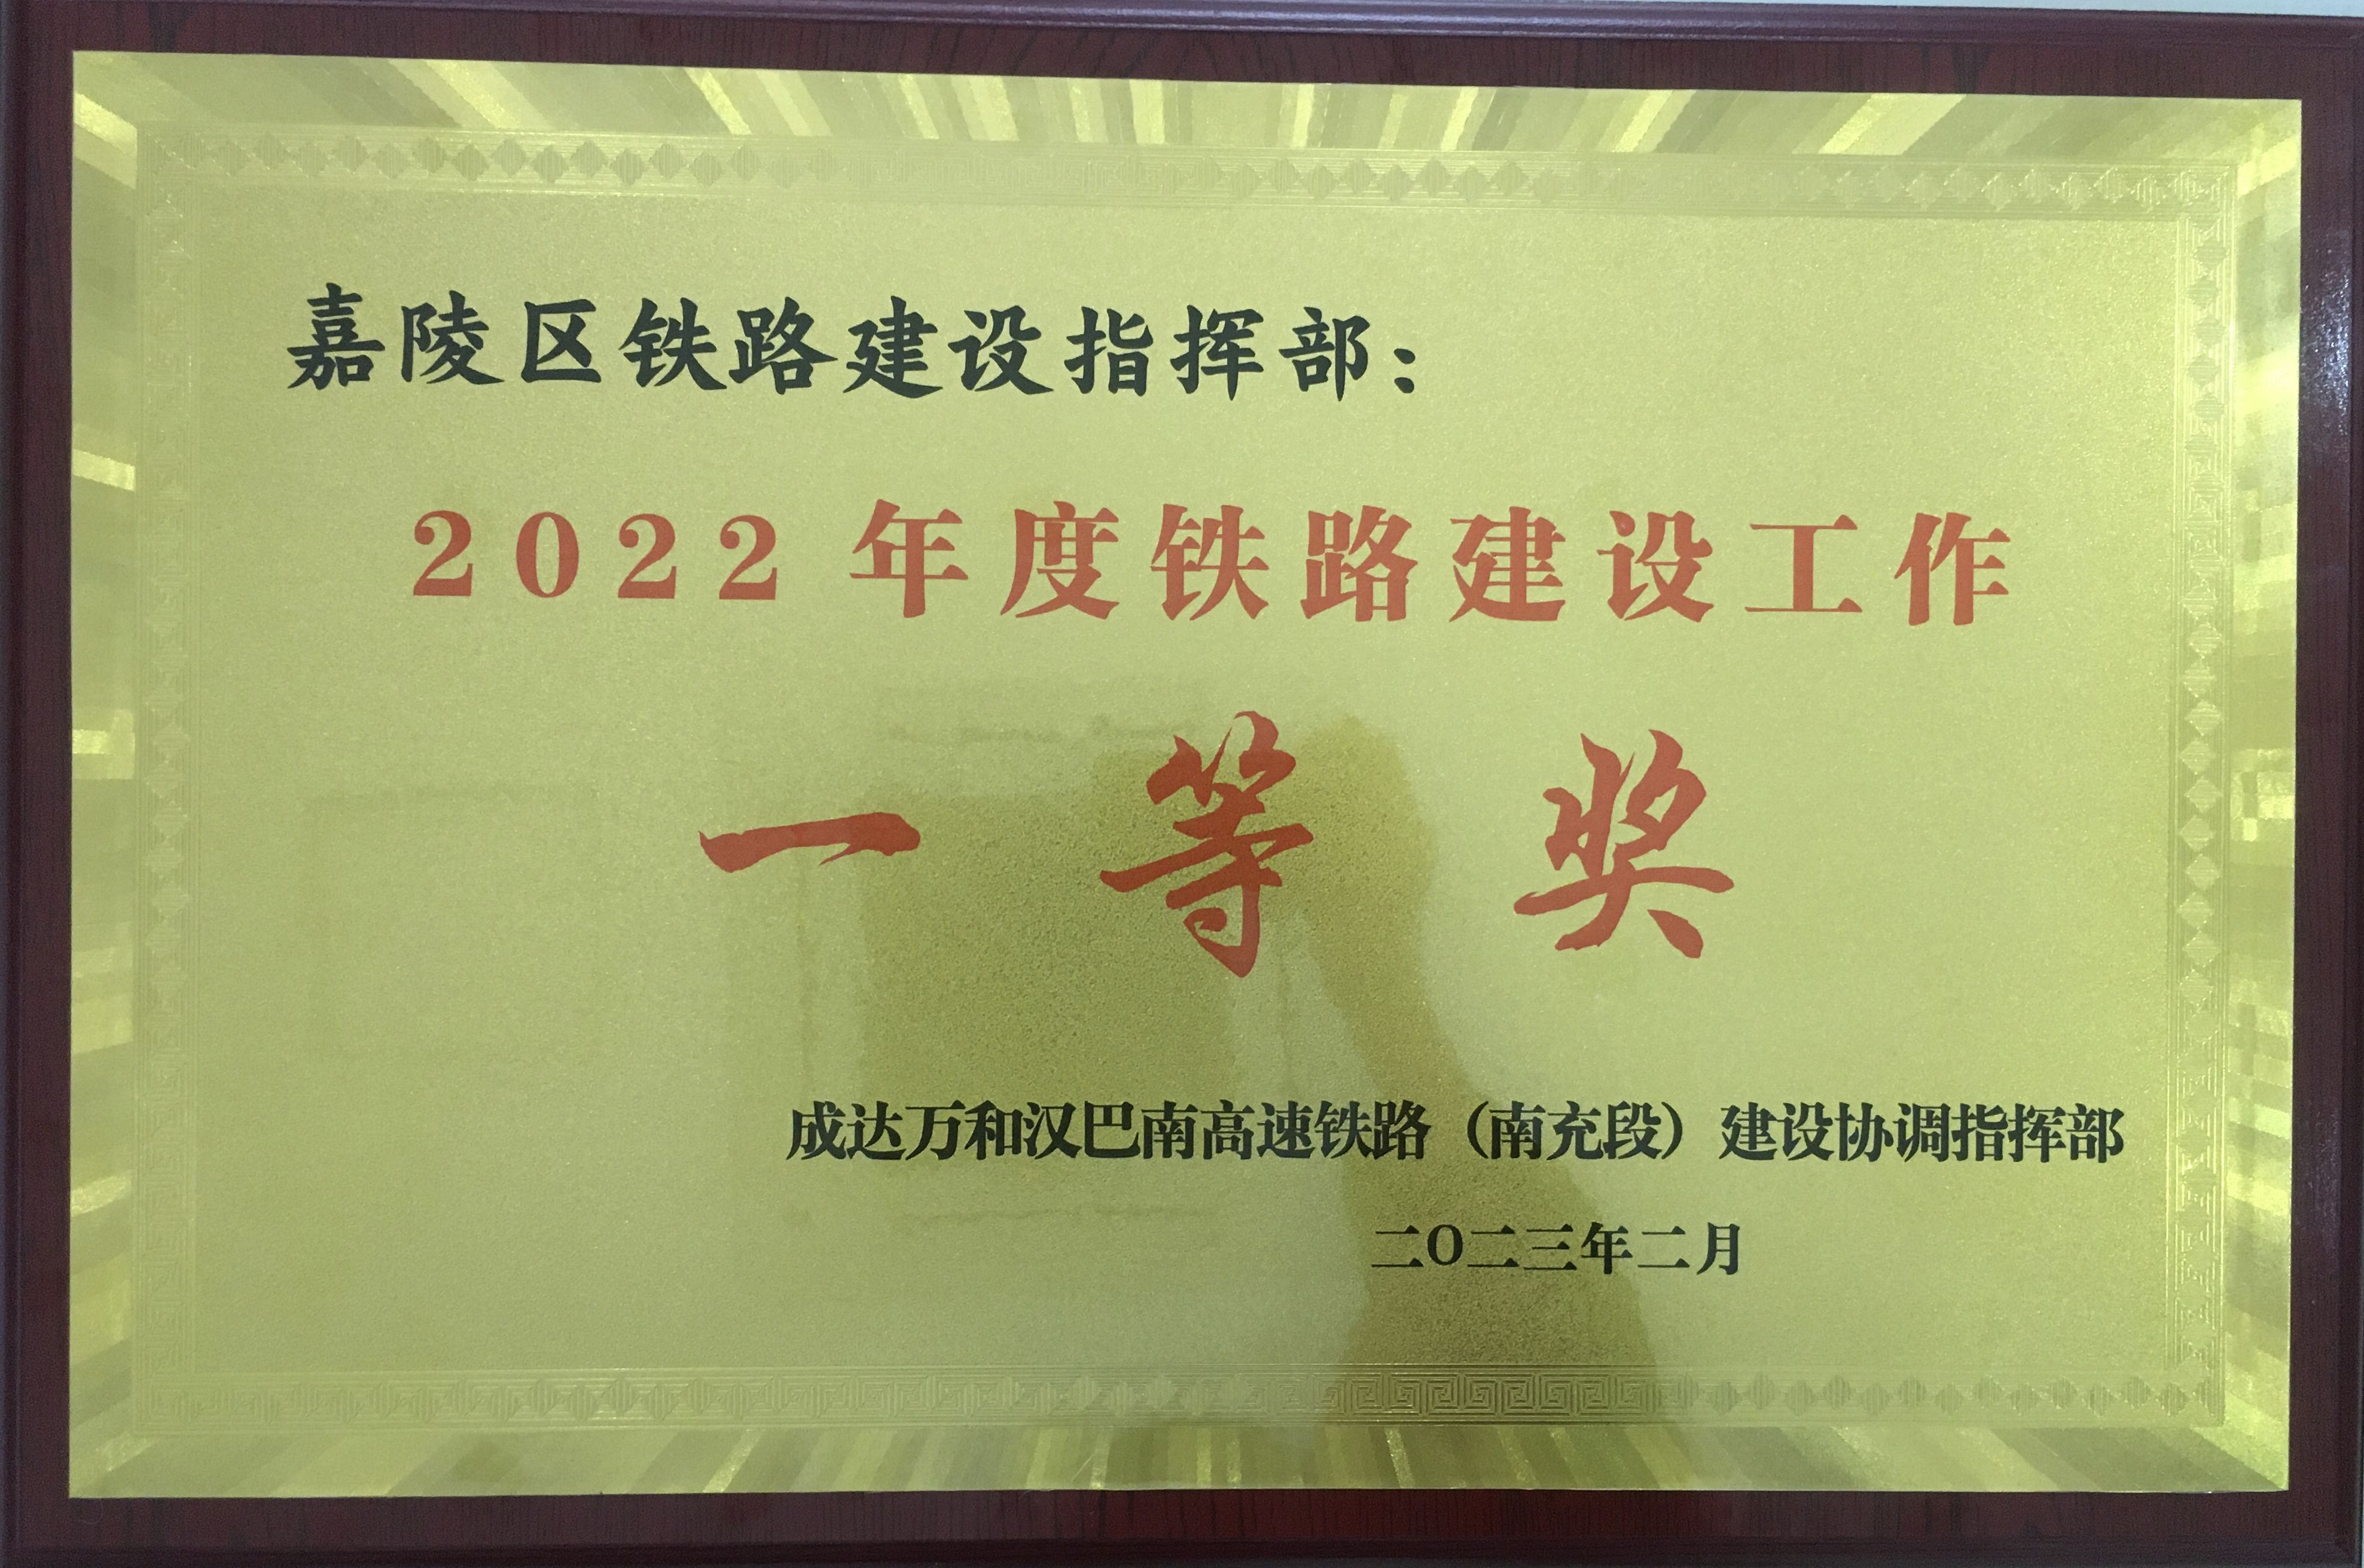 嘉陵区铁路建设指挥部：
2022年度铁路建设工作
一等奖
成达万和汉巴南高速铁路（南充段）建设协调指挥部
二〇二三年二月